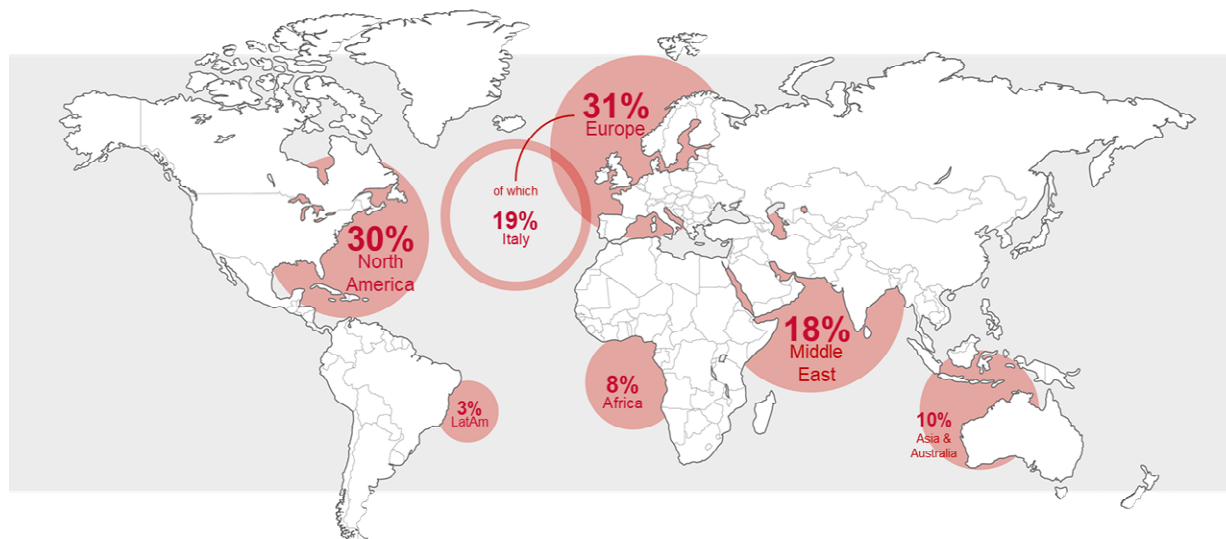 31%
Europe
of which
19%
Italy
30%
North
America
18%
Middle
East
8%
Africa
3%
LatAm
10%
Asia &
Australia